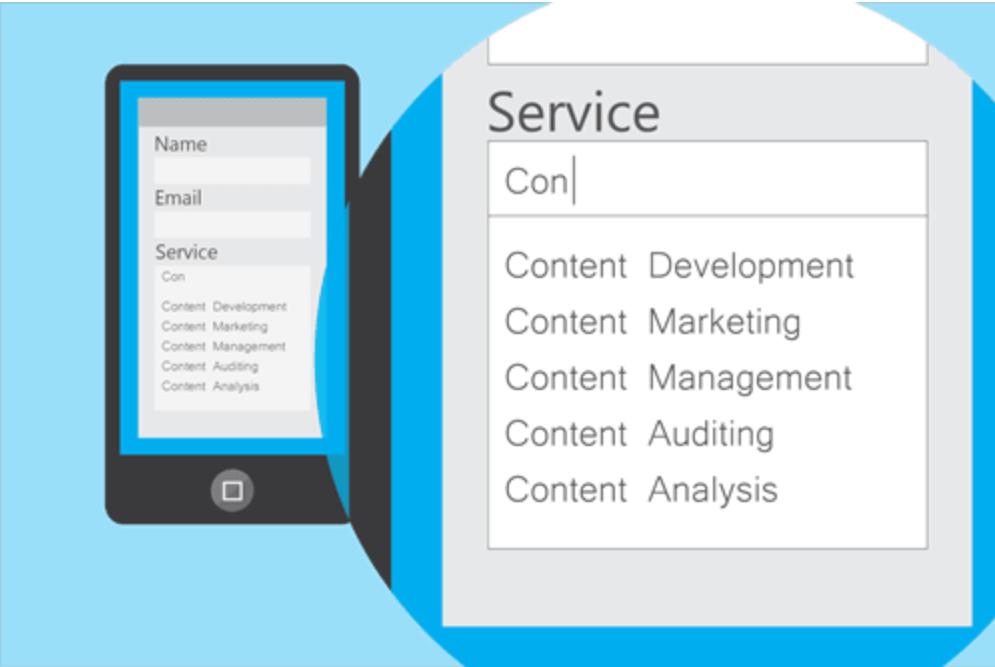 Name
Email
Service
Con
Content Development
Content Marketing
Content Management
Content Auditing
Content Analysis
Service
Con
Content Development
Content Marketing
Content Management
Content Auditing
Content Analysis